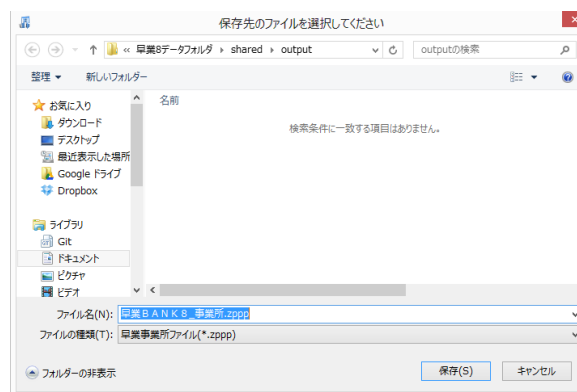 保存先のファイルを選択してください
« 早業8データフォルダ ▸ shared ▸ output
outputの検索
整理 ▾ 新しいフォルダー
お気に入り
ダウンロード
デスクトップ
最近表示した場所
Google ドライブ
Dropbox
ライブラリ
Git
ドキュメント
ピクチャ
ビデオ
名前
検索条件に一致する項目はありません。
ファイル名(N): 早業ＢＡＮＫ８_事業所.zppp
ファイルの種類(T): 早業事業所ファイル(*.zppp)
フォルダーの非表示
保存(S) キャンセル